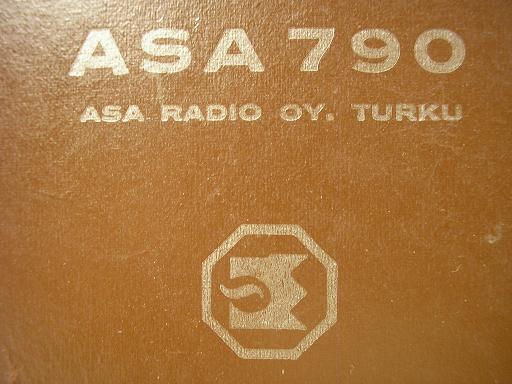 ASA 790
ASA RADIO OY. TURKU